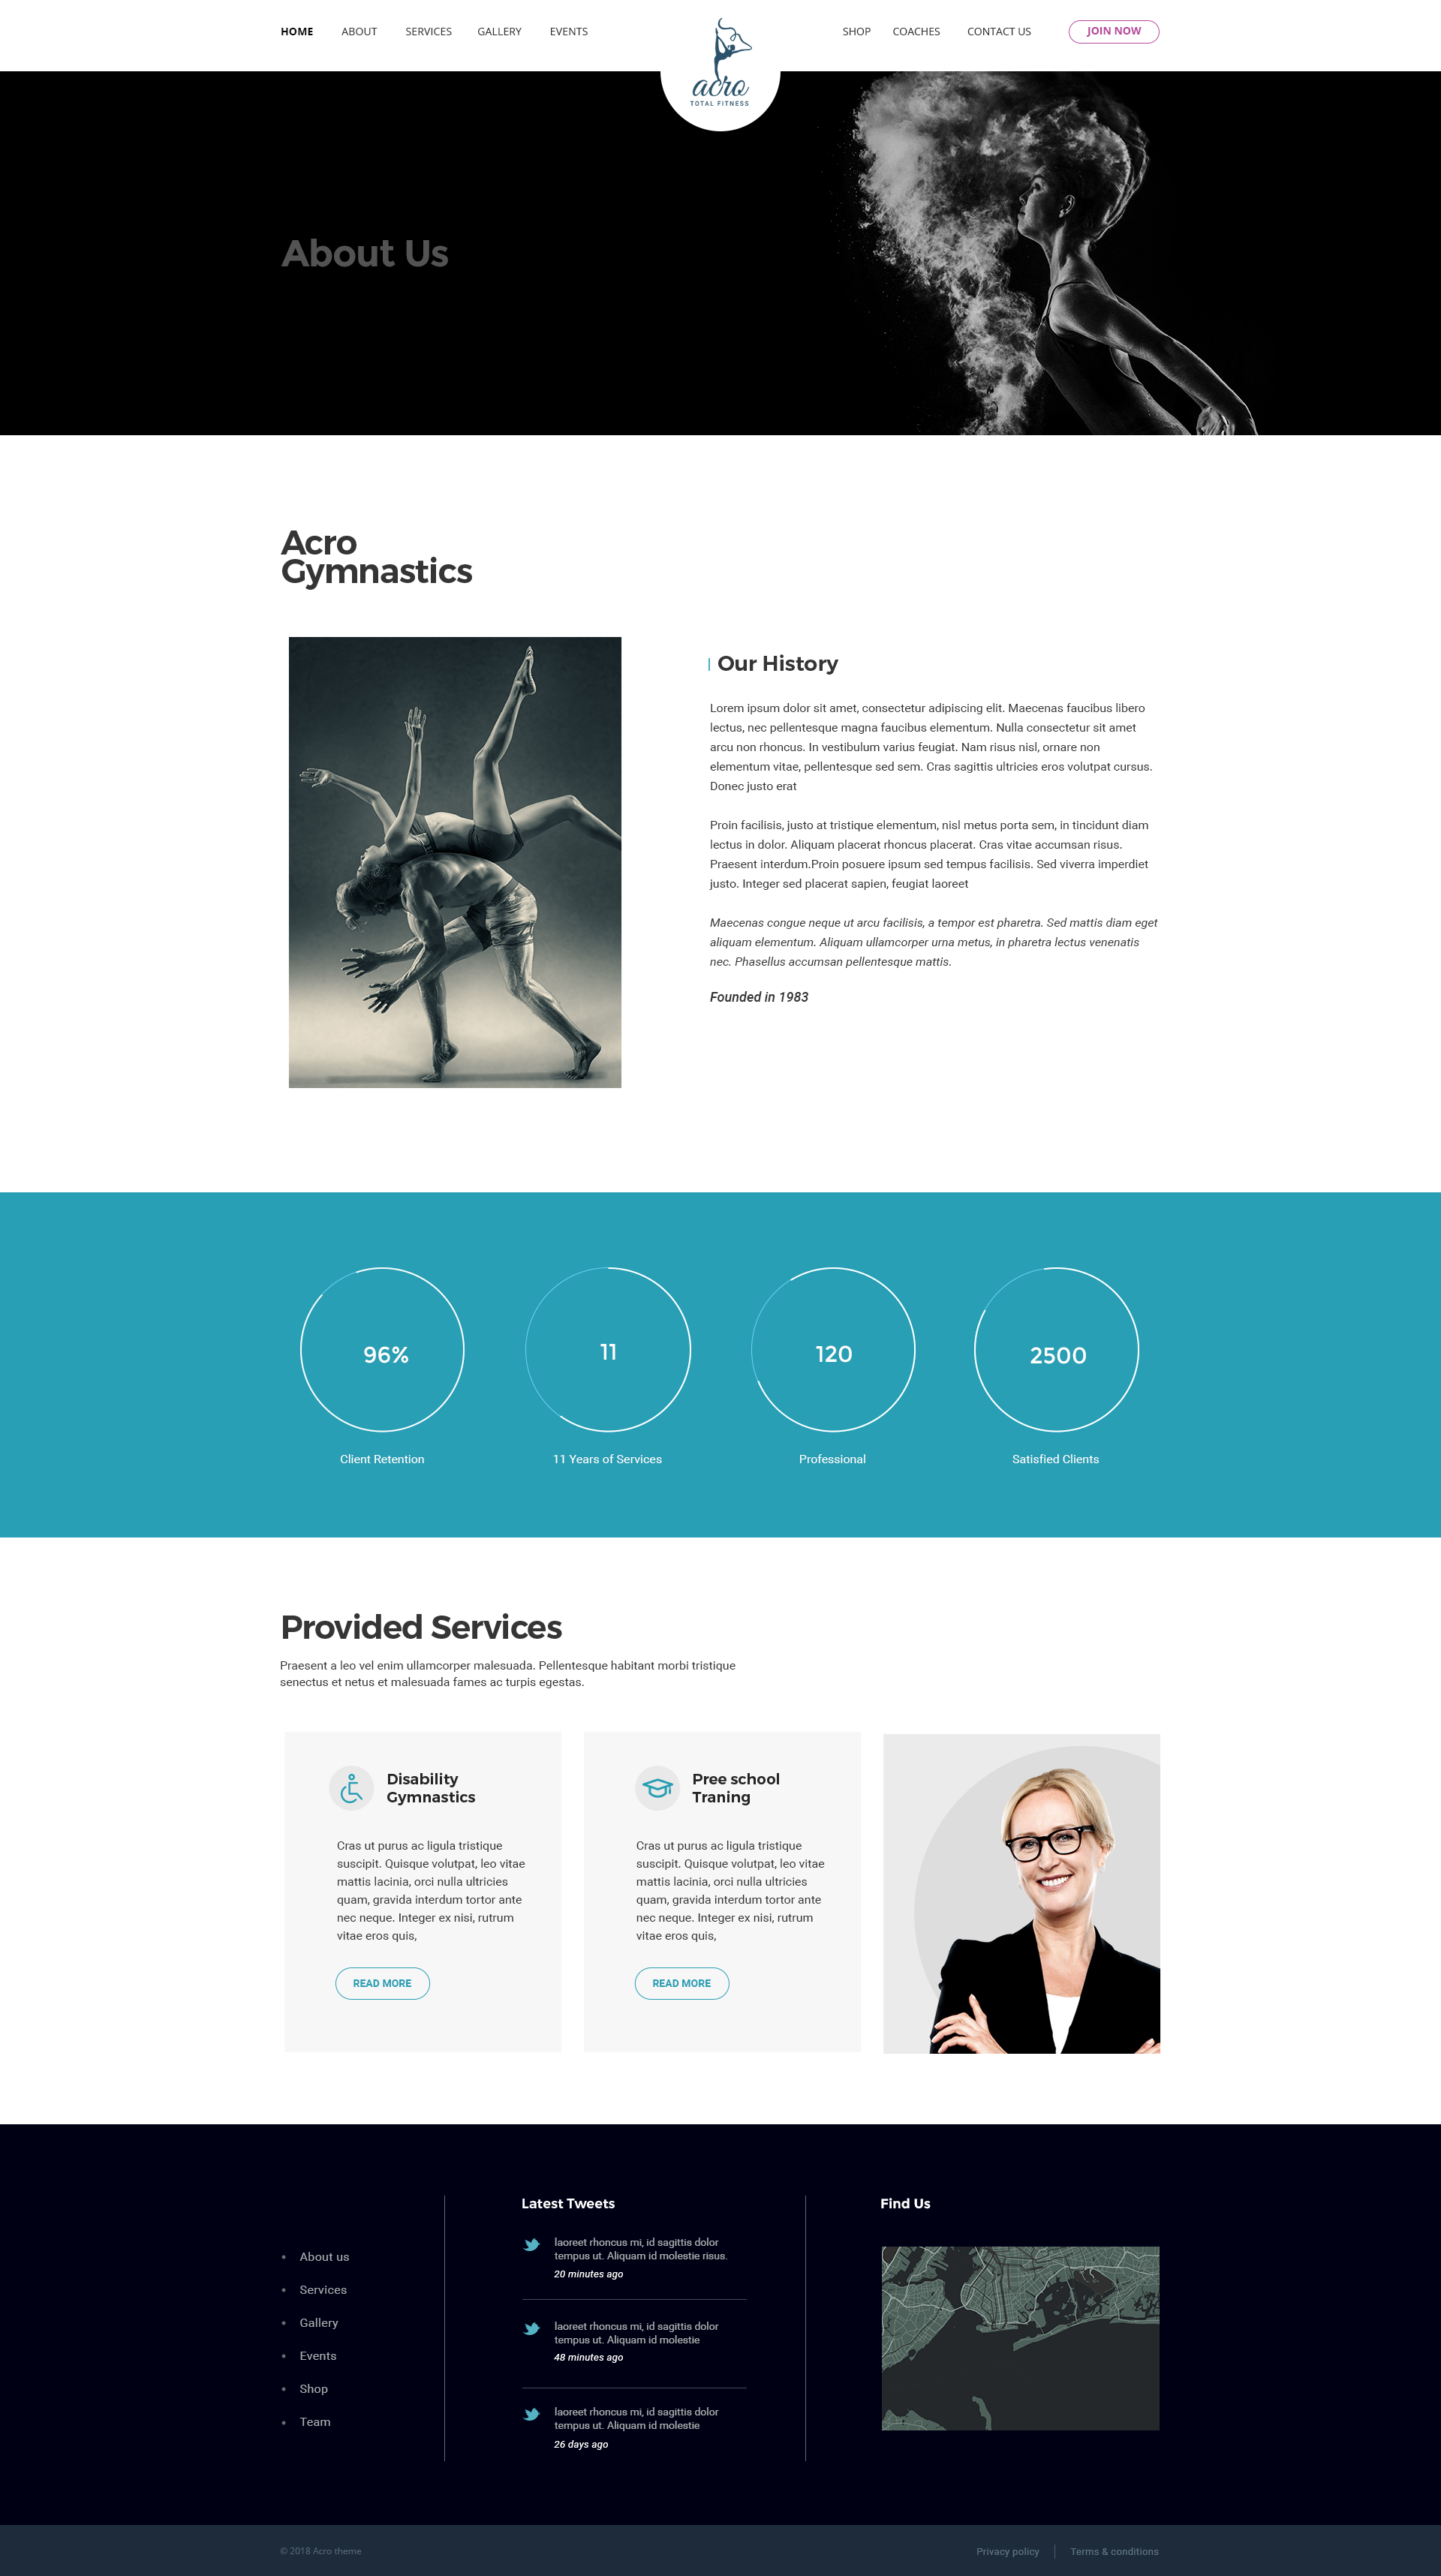 HOME ABOUT SERVICES GALLERY EVENTS
acro
TOTAL FITNESS
SHOP COACHES CONTACT US JOIN NOW
About Us
Acro
Gymnastics
Our History
Lorem ipsum dolor sit amet, consectetur adipiscing elit. Maecenas faucibus libero
lectus, nec pellentesque magna faucibus elementum. Nulla consectetur sit amet
arcu non rhoncus. In vestibulum varius feugiat. Nam risus nisl, ornare non
elementum vitae, pellentesque sed sem. Cras sagittis ultricies eros volutpat cursus.
Donec justo erat
Proin facilisis, justo at tristique elementum, nisl metus porta sem, in tincidunt diam
lectus in dolor. Aliquam placerat rhoncus placerat. Cras vitae accumsan risus.
Praesent interdum.Proin posuere ipsum sed tempus facilisis. Sed viverra imperdiet
justo. Integer sed placerat sapien, feugiat laoreet
Maecenas congue neque ut arcu facilisis, a tempor est pharetra. Sed mattis diam eget
aliquam elementum. Aliquam ullamcorper urna metus, in pharetra lectus venenatis
nec. Phasellus accumsan pellentesque mattis.
Founded in 1983
96%
Client Retention
11
11 Years of Services
120
Professional
2500
Satisfied Clients
Provided Services
Praesent a leo vel enim ullamcorper malesuada. Pellentesque habitant morbi tristique
senectus et netus et malesuada fames ac turpis egestas.
Disability
Gymnastics
Cras ut purus ac ligula tristique
suscipit. Quisque volutpat, leo vitae
mattis lacinia, orci nulla ultricies
quam, gravida interdum tortor ante
nec neque. Integer ex nisi, rutrum
vitae eros quis,
READ MORE
Pree school
Traning
Cras ut purus ac ligula tristique
suscipit. Quisque volutpat, leo vitae
mattis lacinia, orci nulla ultricies
quam, gravida interdum tortor ante
nec neque. Integer ex nisi, rutrum
vitae eros quis,
READ MORE
About us
Services
Gallery
Events
Shop
Team
Latest Tweets
laoreet rhoncus mi, id sagittis dolor
tempus ut. Aliquam id molestie risus.
20 minutes ago
laoreet rhoncus mi, id sagittis dolor
tempus ut. Aliquam id molestie
48 minutes ago
laoreet rhoncus mi, id sagittis dolor
tempus ut. Aliquam id molestie
26 days ago
Find Us
© 2018 Acro theme
Privacy policy
Terms & conditions